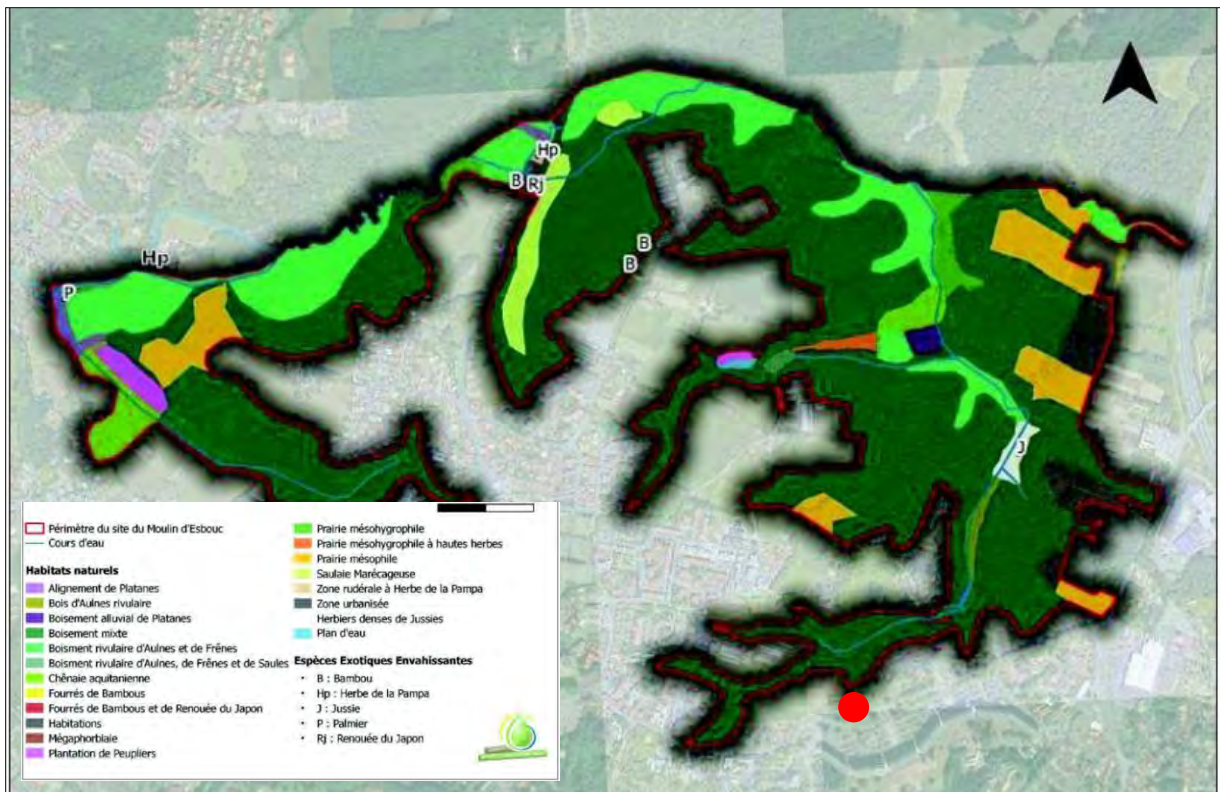 Hp
Hp
B
Rj
B
B
P
J
Périmètre du site du Moulin d'Esbouc
Cours d'eau
Habitats naturels
Alignement de Platanes
Bois d'Aulnes rivulaire
Boisement alluvial de Platanes
Boisement mixte
Boisement rivulaire d'Aulnes et de Frênes
Boisment rivulaire d'Aulnes, de Frênes et de Saules
Chênaie aquitanienne
Fourrés de Bambous
Fourrés de Bambous et de Renouée du Japon
Habitations
Mégaphorbiaie
Plantation de Peupliers
Prairie mésohygrophile
Prairie mésohygrophile à hautes herbes
Prairie mésophile
Saulaie Marécageuse
Zone rudérale à Herbe de la Pampa
Zone urbanisée
Herbiers denses de Jussies
Plan d'eau
Espèces Exotiques Envahissantes
• B : Bambou
• Hp : Herbe de la Pampa
• J : Jussie
• P : Palmier
• Rj : Renouée du Japon